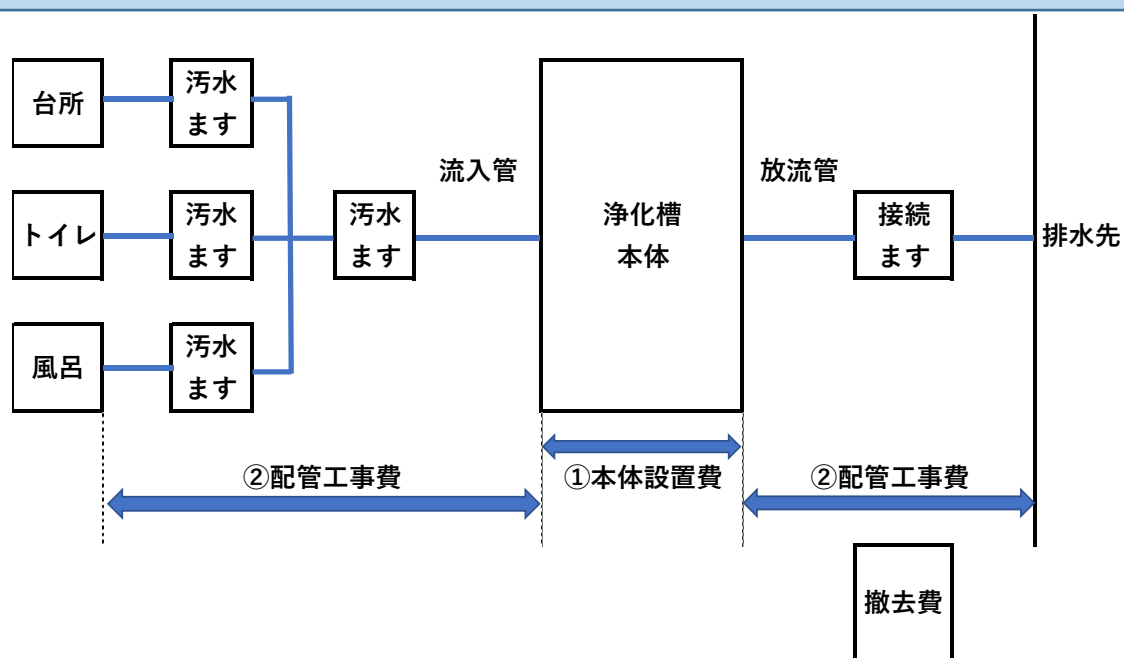 台所
汚水
ます
トイレ
汚水
ます
風呂
汚水
ます
汚水
ます
流入管
浄化槽
本体
放流管
接続
ます
排水先
②配管工事費
①本体設置費
②配管工事費
撤去費